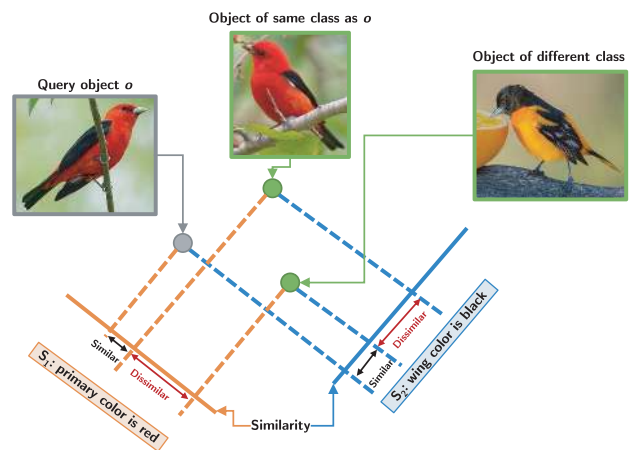 Object of same class as o
Object of different class
Query object o
Similar
Dissimilar
S1: primary color is red
Similarity
Similar
Dissimilar
S2: wing color is black